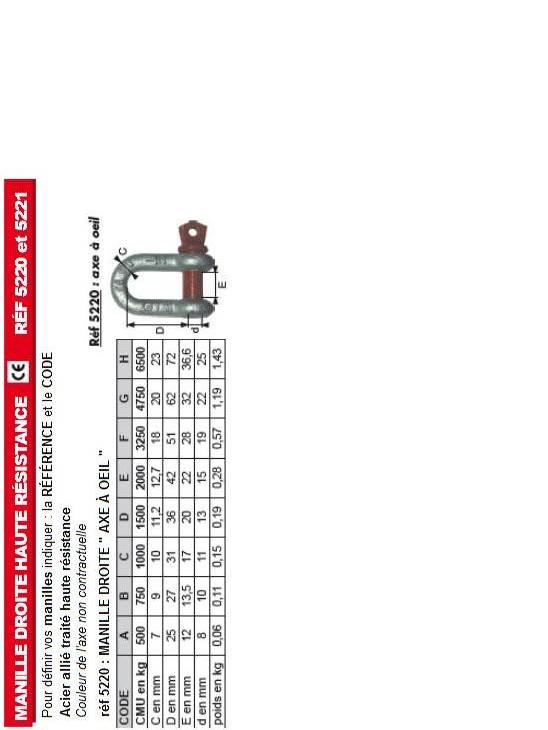 MANILLE DROITE HAUTE RÉSISTANCE CE RÉF 5220 et 5221
Pour définir vos manilles indiquer : la RÉFÉRENCE et le CODE
Acier allié traité haute résistance
Couleur de l'axe non contractuelle
Réf 5220 : axe à oeil
réf 5220 : MANILLE DROITE " AXE À OEIL "
CODE A B C D E F G H
CMU en kg 500 750 1000 1500 2000 3250 4750 6500
C en mm 7 9 10 11,2 12,7 18 20 23
D en mm 25 27 31 36 42 51 62 72
E en mm 12 13,5 17 20 22 28 32 36,6
d en mm 8 10 11 13 15 19 22 25
poids en kg 0,06 0,11 0,15 0,19 0,28 0,57 1,19 1,43
C
D
d
E